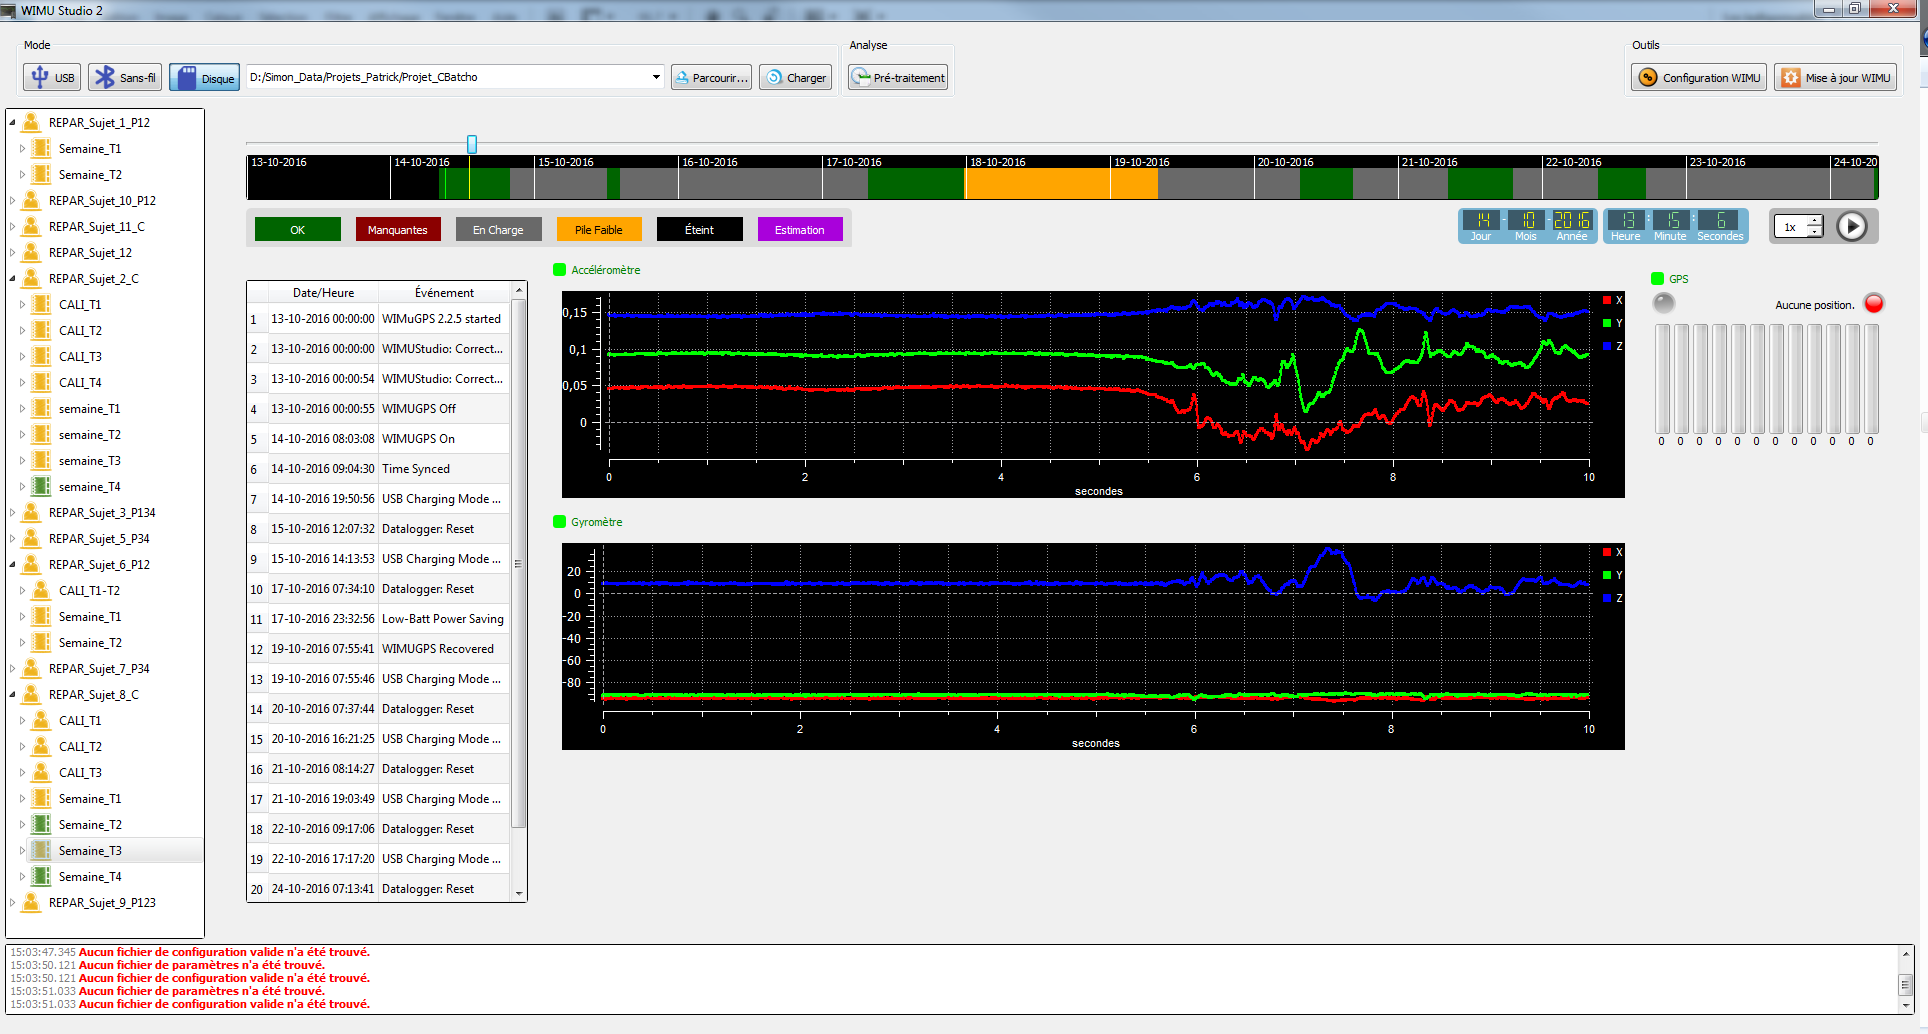 WIMU Studio 2
Mode
Analyse
Outils
USB
Sans-fil
Disque
D:/Simon_Data/Projets_Patrick/Projet_CBatcho
Parcourir...
Charger
Pré-traitement
Configuration WIMU
Mise à jour WIMU
REPAR_Sujet_1_P12
Semaine_T1
Semaine_T2
REPAR_Sujet_10_P12
REPAR_Sujet_11_C
REPAR_Sujet_12
REPAR_Sujet_2_C
CALI_T1
CALI_T2
CALI_T3
CALI_T4
semaine_T1
semaine_T2
semaine_T3
semaine_T4
REPAR_Sujet_3_P134
REPAR_Sujet_5_P34
REPAR_Sujet_6_P12
CALI_T1-T2
Semaine_T1
Semaine_T2
REPAR_Sujet_7_P34
REPAR_Sujet_8_C
CALI_T1
CALI_T2
CALI_T3
Semaine_T1
Semaine_T2
Semaine_T3
Semaine_T4
REPAR_Sujet_9_P123
13-10-2016 14-10-2016 15-10-2016 16-10-2016 17-10-2016 18-10-2016 19-10-2016 20-10-2016 21-10-2016 22-10-2016 23-10-2016 24-10-20
OK Manquantes En Charge Pile Faible Éteint Estimation
14 - 10 - 2016 13 : 15 : 6
Jour Mois Année Heure Minute Secondes
1x
Date/Heure Événement
1 13-10-2016 00:00:00 WIMuGPS 2.2.5 started
2 13-10-2016 00:00:00 WIMUStudio: Correct...
3 13-10-2016 00:00:54 WIMUStudio: Correct...
4 13-10-2016 00:00:55 WIMUGPS Off
5 14-10-2016 08:03:08 WIMUGPS On
6 14-10-2016 09:04:30 Time Synced
7 14-10-2016 19:50:56 USB Charging Mode ...
8 15-10-2016 12:07:32 Datalogger: Reset
9 15-10-2016 14:13:53 USB Charging Mode ...
10 17-10-2016 07:34:10 Datalogger: Reset
11 17-10-2016 23:32:56 Low-Batt Power Saving
12 19-10-2016 07:55:41 WIMUGPS Recovered
13 19-10-2016 07:55:46 USB Charging Mode ...
14 20-10-2016 07:37:44 Datalogger: Reset
15 20-10-2016 16:21:25 USB Charging Mode ...
16 21-10-2016 08:14:27 Datalogger: Reset
17 21-10-2016 19:03:49 USB Charging Mode ...
18 22-10-2016 09:17:06 Datalogger: Reset
19 22-10-2016 17:17:20 USB Charging Mode ...
20 24-10-2016 07:13:41 Datalogger: Reset
Accéléromètre
0,15
0,1
0,05
0
0 2 4 6 8 10
secondes
X
Y
Z
Gyromètre
20
0
-20
-40
-60
-80
0 2 4 6 8 10
secondes
X
Y
Z
GPS
Aucune position.
0 0 0 0 0 0 0 0 0 0 0 0
15:03:47.345 Aucun fichier de configuration valide n'a été trouvé.
15:03:50.121 Aucun fichier de paramètres n'a été trouvé.
15:03:50.121 Aucun fichier de configuration valide n'a été trouvé.
15:03:51.033 Aucun fichier de paramètres n'a été trouvé.
15:03:51.033 Aucun fichier de configuration valide n'a été trouvé.